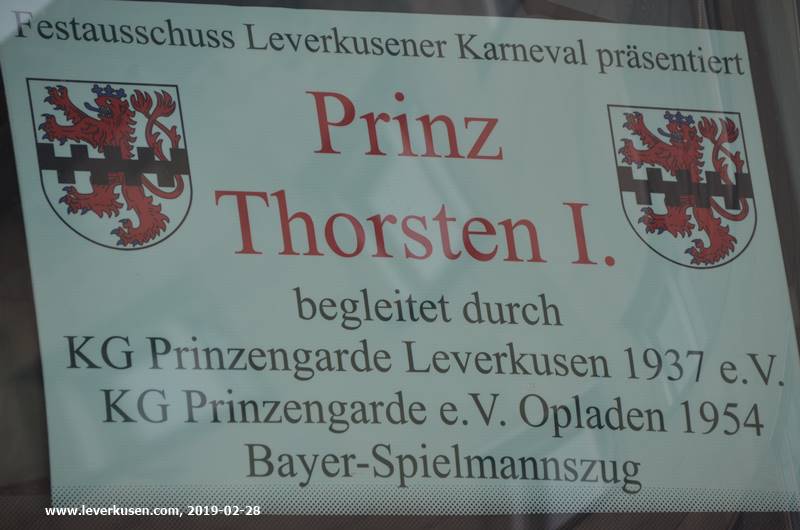 Festausschuss Leverkusener Karneval präsentiert
Prinz
Thorsten I.
begleitet durch
KG Prinzengarde Leverkusen 1937 e.V.
KG Prinzengarde e.V. Opladen 1954
Bayer-Spielmannszug
www.leverkusen.com, 2019-02-28